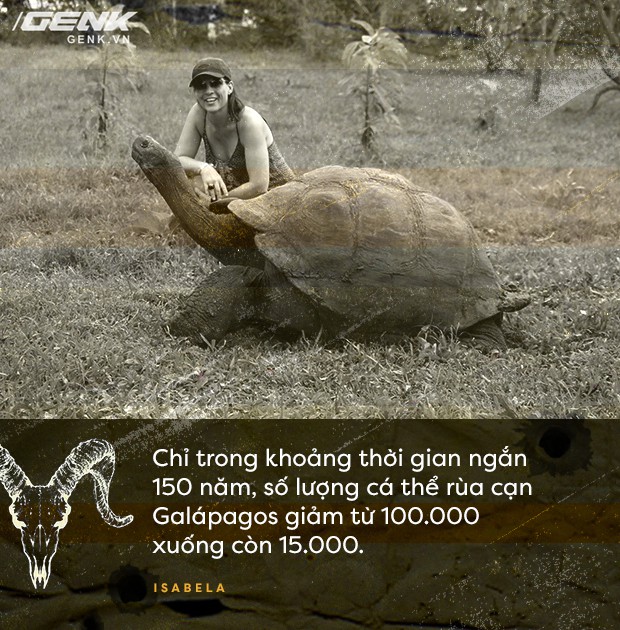 GENK
GENK.VN
Chỉ trong khoảng thời gian ngắn
150 năm, số lượng cá thể rùa cạn
Galápagos giảm từ 100.000
xuống còn 15.000.
ISABELA